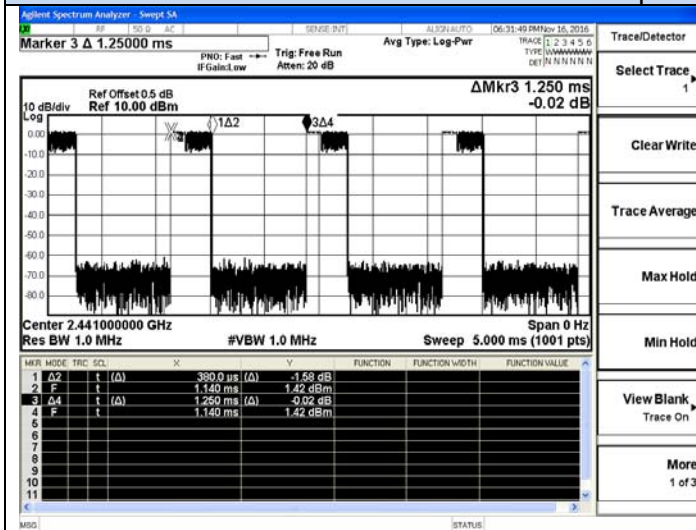 Agilent Spectrum Analyzer - Swept SA
RF 50 Ω AC SENSE:INT ALIGNAUTO 06:31:49 PMNov 16, 2016
Marker 3 Δ 1.25000 ms
PNO: Fast
IFGain:Low
Trig: Free Run
Atten: 20 dB
Avg Type: Log-Pwr
TRACE 1 2 3 4 5 6
TYPE
DET N N N N N N
Ref Offset 0.5 dB
Ref 10.00 dBm
ΔMkr3 1.250 ms
-0.02 dB
10 dB/div
Log
0.00
-10.0
-20.0
-30.0
-40.0
-50.0
-60.0
-70.0
-80.0
1Δ2
3Δ4
Center 2.441000000 GHz
Span 0 Hz
Res BW 1.0 MHz #VBW 1.0 MHz Sweep 5.000 ms (1001 pts)
MKR MODE TRC SCL X Y FUNCTION FUNCTION WIDTH FUNCTION VALUE
1 Δ2 t (Δ) 380.0 µs (Δ) -1.58 dB
2 F t 1.140 ms 1.42 dBm
3 Δ4 t (Δ) 1.250 ms (Δ) -0.02 dB
4 F t 1.140 ms 1.42 dBm
5
6
7
8
9
10
11
MSG STATUS
Trace/Detector
Select Trace
1
Clear Write
Trace Average
Max Hold
Min Hold
View Blank
Trace On
More
1 of 3